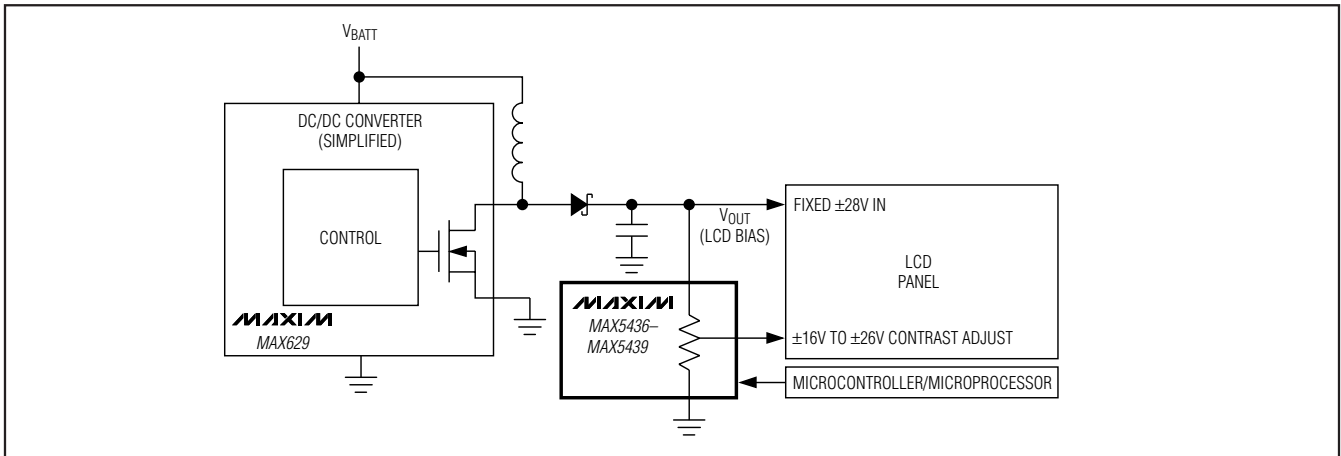 VBATT
DC/DC CONVERTER
(SIMPLIFIED)
CONTROL
MAXIM
MAX629
VOUT
(LCD BIAS)
FIXED ±28V IN
LCD
PANEL
MAXIM
MAX5436–
MAX5439
±16V TO ±26V CONTRAST ADJUST
MICROCONTROLLER/MICROPROCESSOR